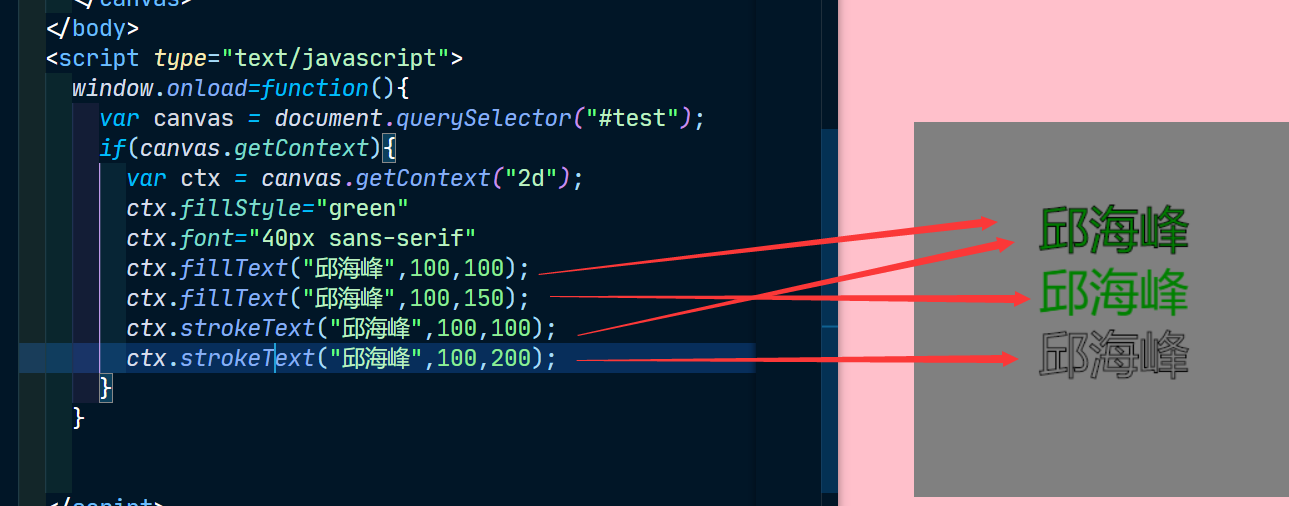 </canvas>
</body>
<script type="text/javascript">
window.onload=function(){
var canvas = document.querySelector("#test");
if(canvas.getContext){
var ctx = canvas.getContext("2d");
ctx.fillStyle="green"
ctx.font="40px sans-serif"
ctx.fillText("邱海峰",100,100);
ctx.fillText("邱海峰",100,150);
ctx.strokeText("邱海峰",100,100);
ctx.strokeText("邱海峰",100,200);
}
}
</script>
邱海峰
邱海峰
邱海峰